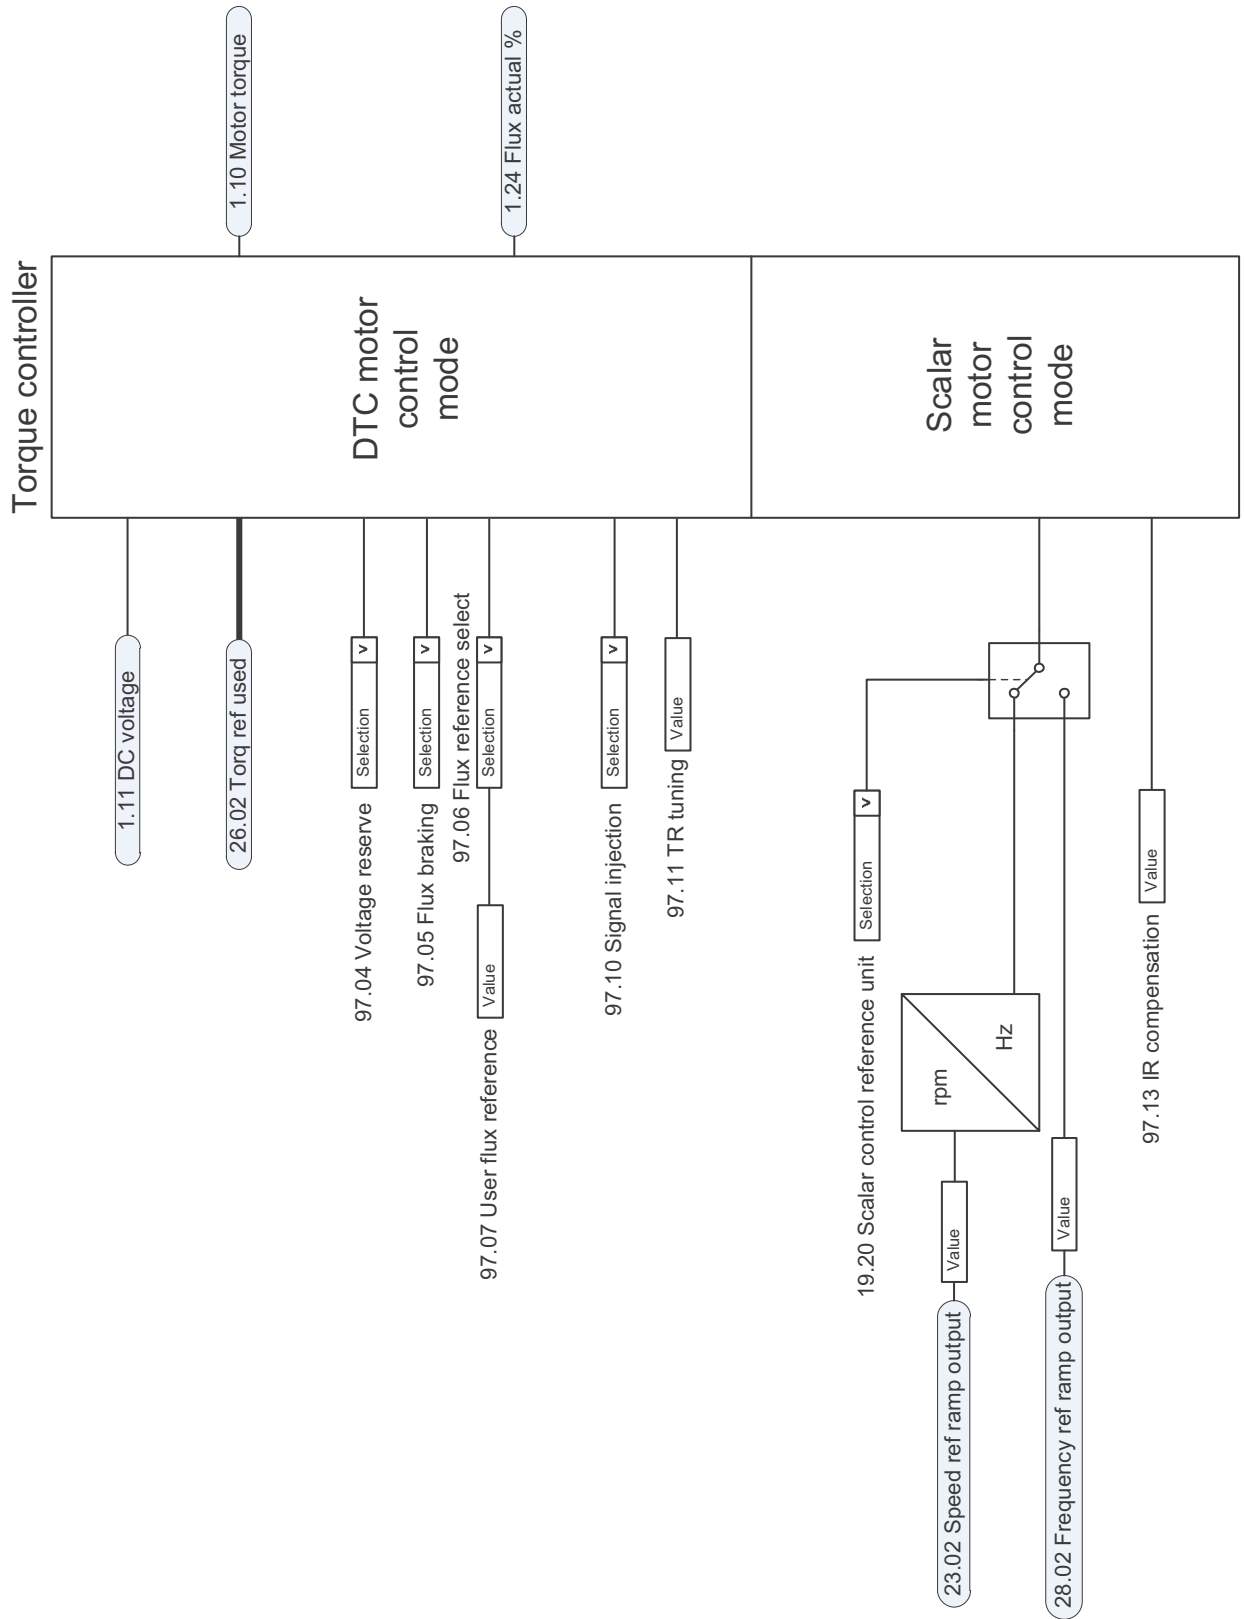 Torque controller
1.11 DC voltage
26.02 Torq ref used
1.10 Motor torque
97.04 Voltage reserve
Selection
v
DTC motor
control
mode
97.05 Flux braking
Selection
v
97.06 Flux reference select
97.07 User flux reference
Value
Selection
v
1.24 Flux actual %
97.10 Signal injection
Selection
v
97.11 TR tuning
Value
19.20 Scalar control reference unit
Selection
v
Scalar
motor
control
mode
23.02 Speed ref ramp output
Value
rpm
Hz
28.02 Frequency ref ramp output
Value
97.13 IR compensation
Value